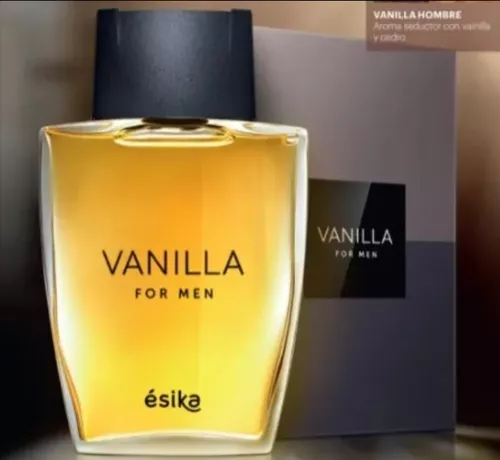 VANILLA HOMBRE
Aroma seductor con vainilla
y cedro
VANILLA
FOR MEN
ésika
VANILLA
FOR MEN